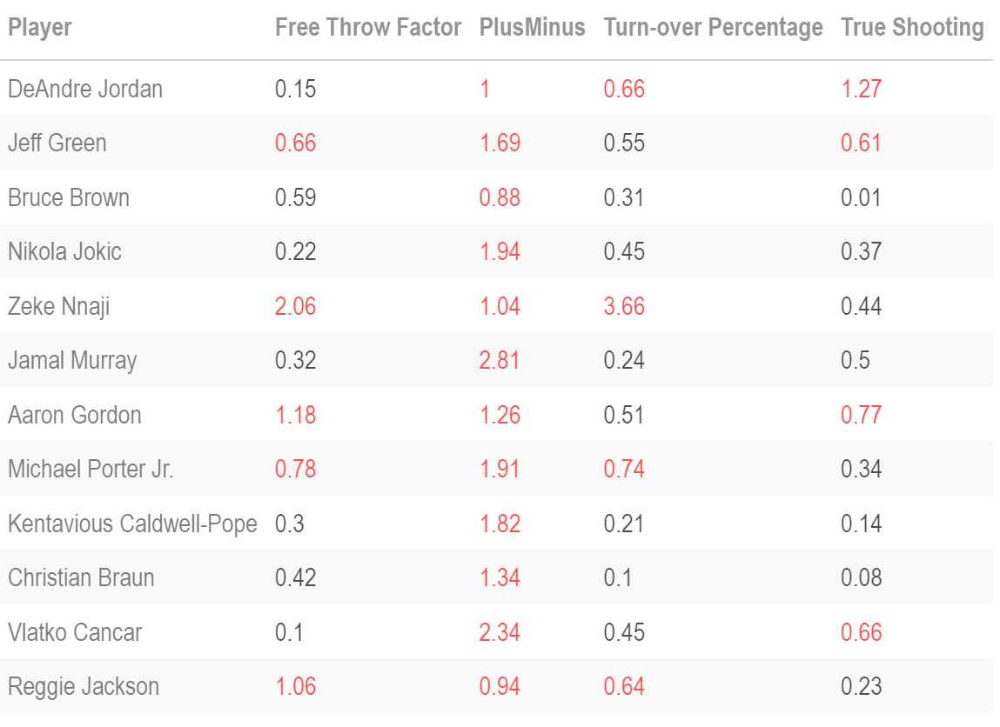 Player Free Throw Factor PlusMinus Turn-over Percentage True Shooting
DeAndre Jordan 0.15 1 0.66 1.27
Jeff Green 0.66 1.69 0.55 0.61
Bruce Brown 0.59 0.88 0.31 0.01
Nikola Jokic 0.22 1.94 0.45 0.37
Zeke Nnaji 2.06 1.04 3.66 0.44
Jamal Murray 0.32 2.81 0.24 0.5
Aaron Gordon 1.18 1.26 0.51 0.77
Michael Porter Jr. 0.78 1.91 0.74 0.34
Kentavious Caldwell-Pope 0.3 1.82 0.21 0.14
Christian Braun 0.42 1.34 0.1 0.08
Vlatko Cancar 0.1 2.34 0.45 0.66
Reggie Jackson 1.06 0.94 0.64 0.23